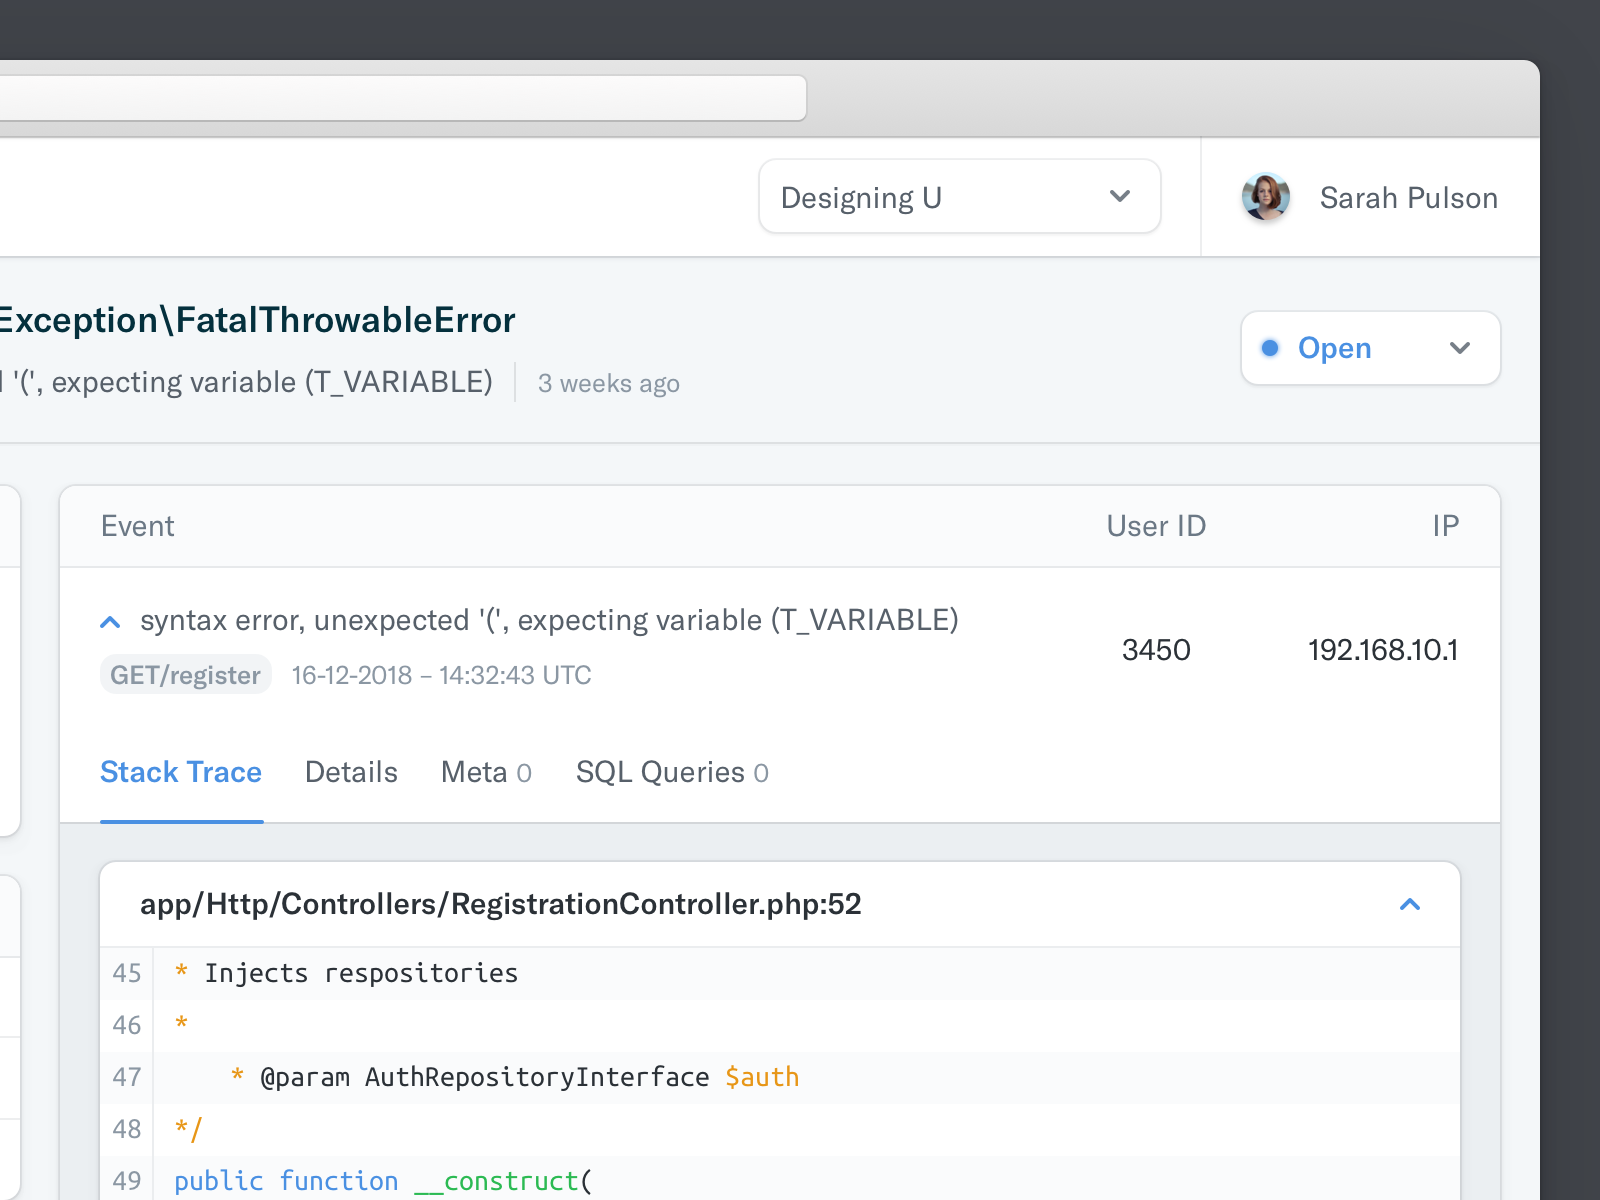 Designing U
Sarah Pulson
Exception\FatalThrowableError
Open
'(', expecting variable (T_VARIABLE)
3 weeks ago
Event
User ID
IP
syntax error, unexpected '(', expecting variable (T_VARIABLE)
3450
192.168.10.1
GET/register
16-12-2018 – 14:32:43 UTC
Stack Trace
Details
Meta 0
SQL Queries 0
app/Http/Controllers/RegistrationController.php:52
45 * Injects respositories
46 *
47 * @param AuthRepositoryInterface $auth
48 */
49 public function __construct(